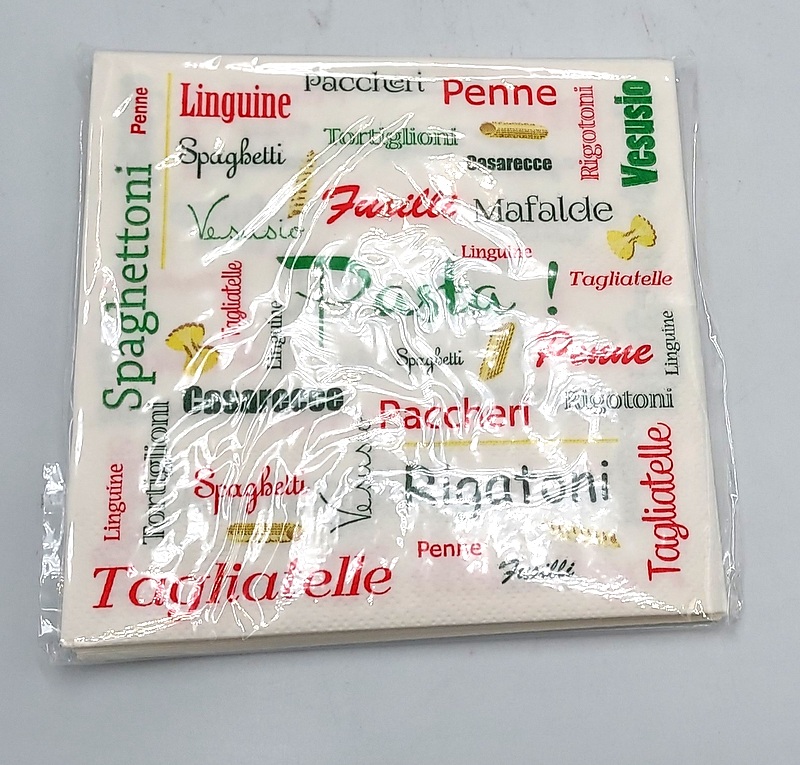 Paccheri
Penne
Penne
Linguine
Rigotoni
Vesusio
Tortiglioni
Spaghetti
Casarecce
Spaghettoni
Fusilli
Mafalde
Vesusio
Linguine
Tagliatelle
Pasta !
Tagliatelle
Linguine
Spaghetti
Penne
Linguine
Casarecce
Paccheri
Rigotoni
Tortiglioni
Linguine
Spaghetti
Vesusio
Rigatoni
Tagliatelle
Penne
Fusilli
Tagliatelle